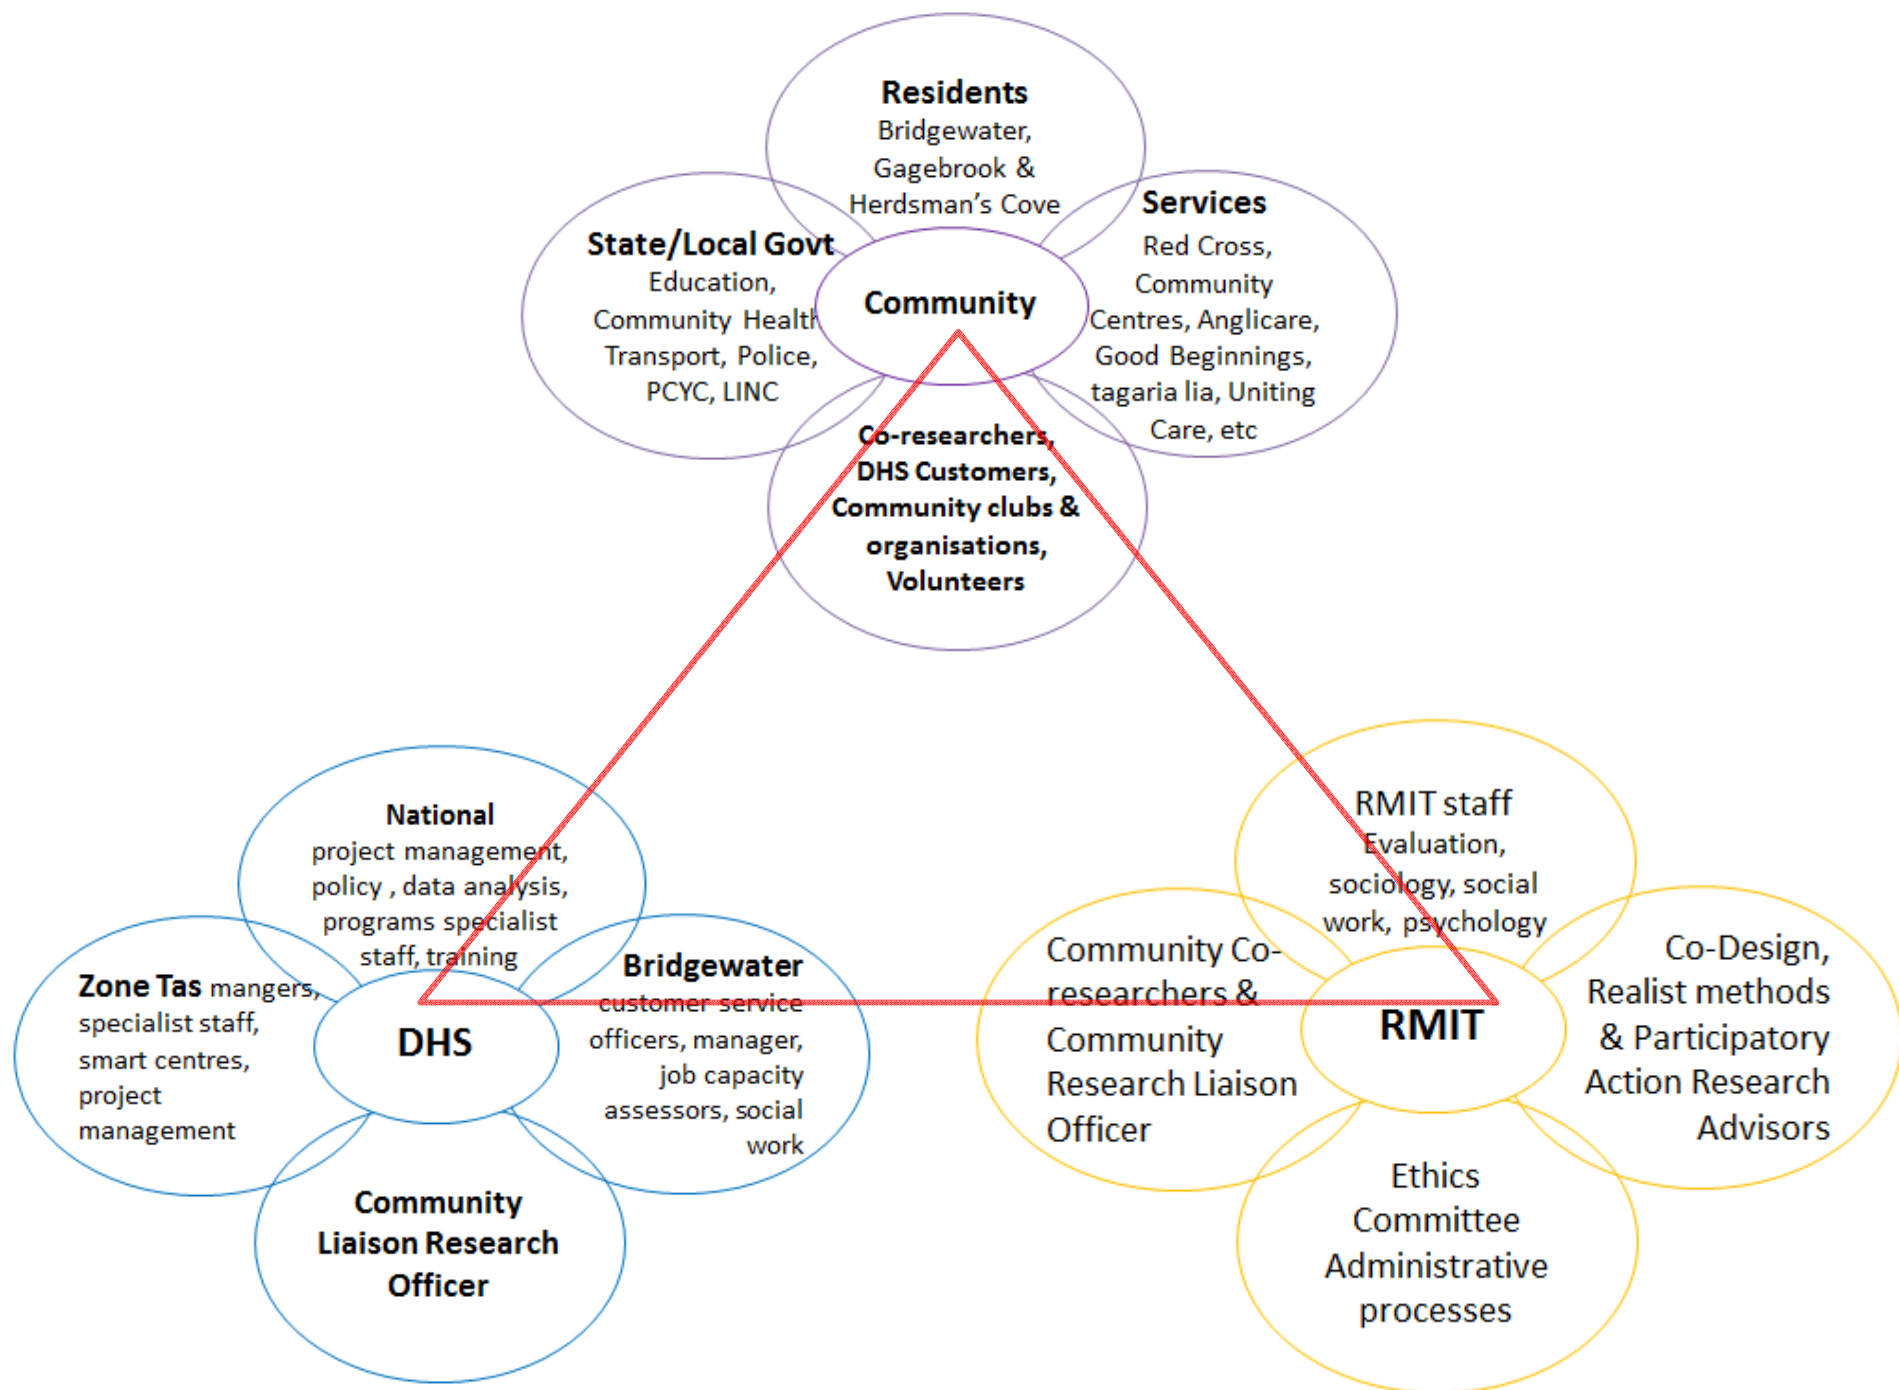 Residents
Bridgewater,
Gagebrook &
Herdsman's Cove
State/Local Govt
Education,
Community Health
Transport, Police,
PCYC, LINC
Community
Services
Red Cross,
Community
Centres, Anglicare,
Good Beginnings,
tagaria lia, Uniting
Care, etc
Co-researchers,
DHS Customers,
Community clubs &
organisations,
Volunteers
National
project management,
policy , data analysis,
programs specialist
staff, training
Zone Tas mangers,
specialist staff,
smart centres,
project
management
DHS
Bridgewater
customer service
officers, manager,
job capacity
assessors, social
work
Community
Liaison Research
Officer
RMIT staff
Evaluation,
sociology, social
work, psychology
Community Co-
researchers &
Community
Research Liaison
Officer
RMIT
Co-Design,
Realist methods
& Participatory
Action Research
Advisors
Ethics
Committee
Administrative
processes